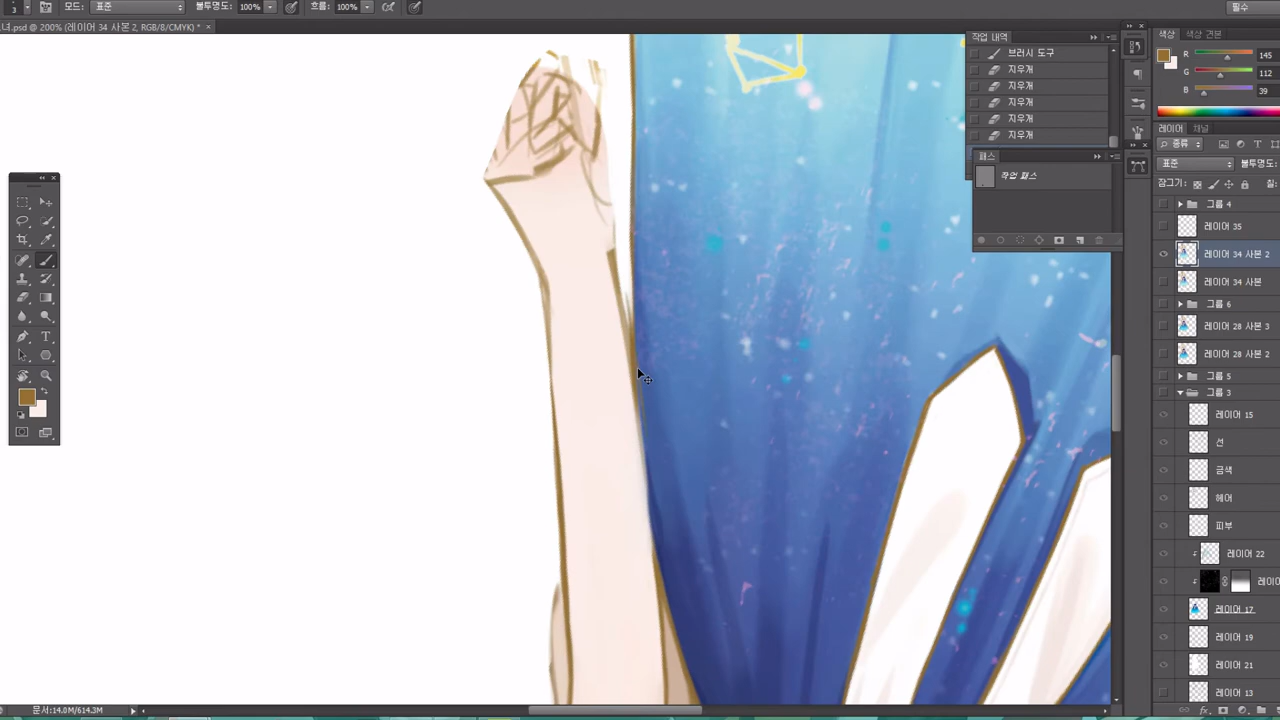 3 모드: 표준 불투명도: 100% 흐름: 100% 필수
녀.psd @ 200% (레이어 34 사본 2, RGB/8/CMYK) * ×
작업 내역
브러시 도구
지우개
지우개
지우개
지우개
지우개
패스
작업 패스
색상 색상 견본
R 145
G 112
B 39
레이어 채널
종류
표준 불투명도:
잠그기: 칠:
그룹 4
레이어 35
레이어 34 사본 2
레이어 34 사본
그룹 6
레이어 28 사본 3
레이어 28 사본 2
그룹 5
그룹 3
레이어 15
선
금색
헤어
피부
레이어 22
레이어 17
레이어 19
레이어 21
레이어 13
fx
문서:14.0M/614.3M